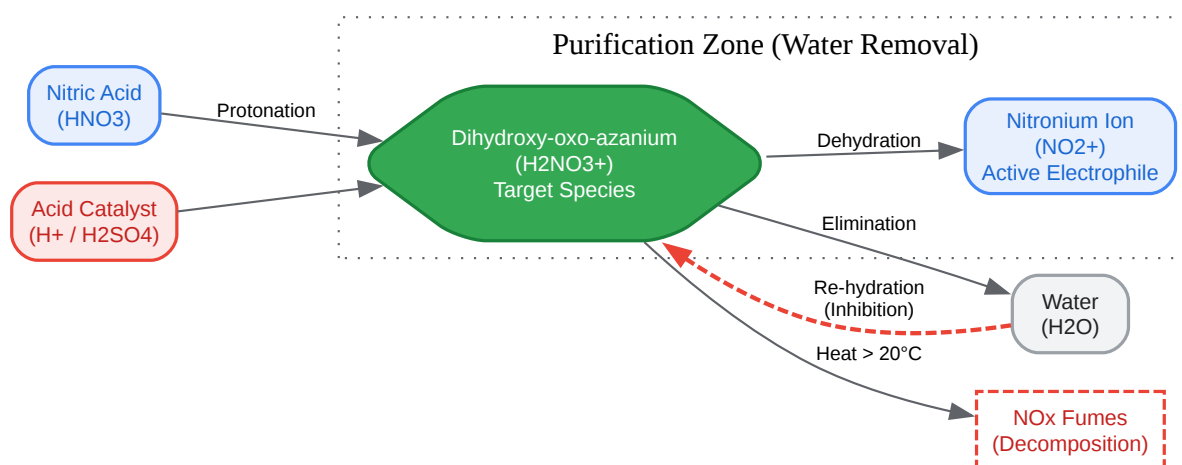 Purification Zone (Water Removal)
Nitric Acid
(HNO3)
Protonation
Acid Catalyst
(H+ / H2SO4)
Dihydroxy-oxo-azanium
(H2NO3+)
Target Species
Dehydration
Nitronium Ion
(NO2+)
Active Electrophile
Elimination
Water
(H2O)
Re-hydration
(Inhibition)
Heat > 20°C
NOx Fumes
(Decomposition)